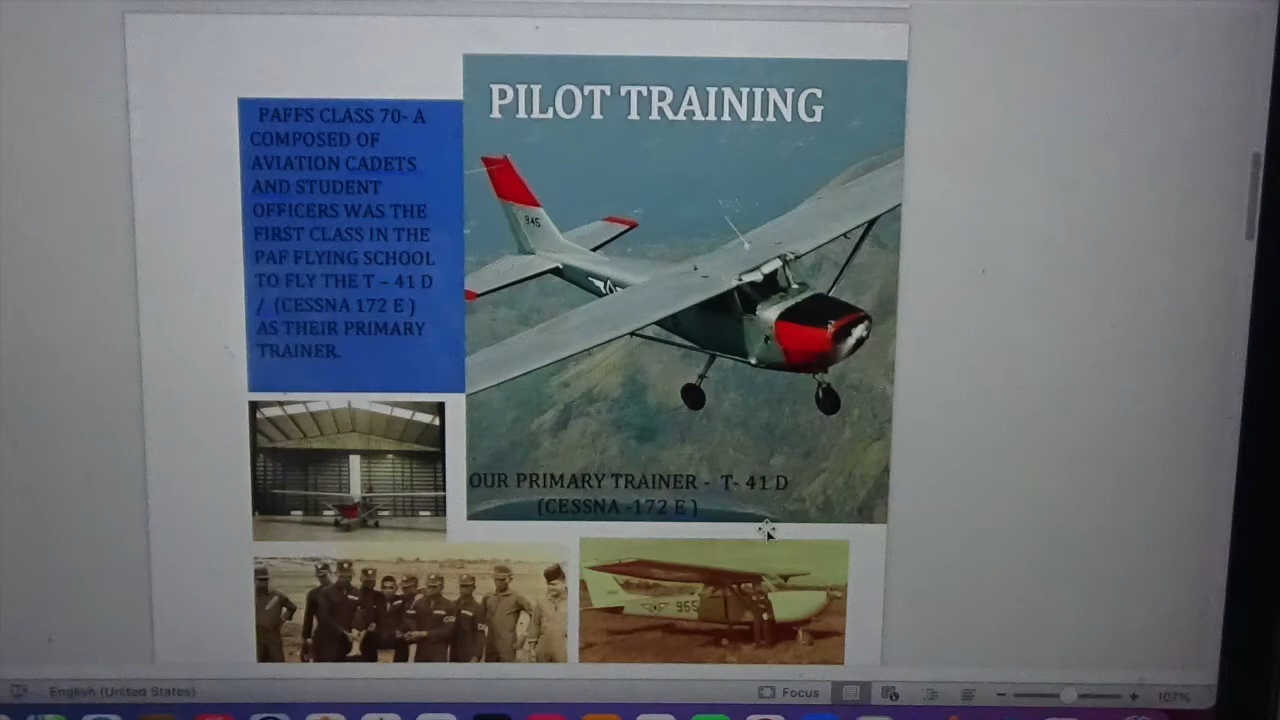 PILOT TRAINING
PAFFS CLASS 70- A
COMPOSED OF
AVIATION CADETS
AND STUDENT
OFFICERS WAS THE
FIRST CLASS IN THE
PAF FLYING SCHOOL
TO FLY THE T – 41 D
/ (CESSNA 172 E )
AS THEIR PRIMARY
TRAINER.
945
OUR PRIMARY TRAINER - T- 41 D
(CESSNA -172 E )
955
English (United States)
Focus
107%